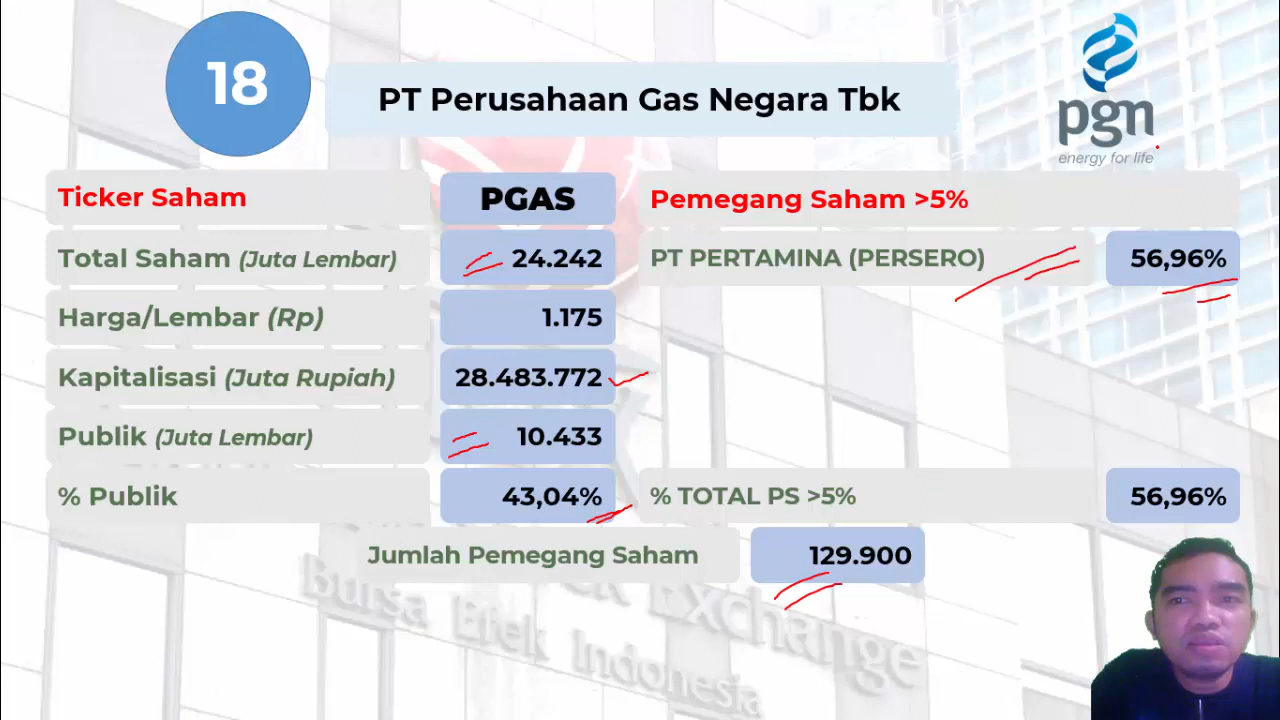 18
PT Perusahaan Gas Negara Tbk
pgn
energy for life
Ticker Saham PGAS
Pemegang Saham >5%
Total Saham (Juta Lembar) 24.242
PT PERTAMINA (PERSERO) 56,96%
Harga/Lembar (Rp) 1.175
Kapitalisasi (Juta Rupiah) 28.483.772
Publik (Juta Lembar) 10.433
% Publik 43,04%
% TOTAL PS >5% 56,96%
Jumlah Pemegang Saham 129.900
Exchange
Bursa Efek Indonesia